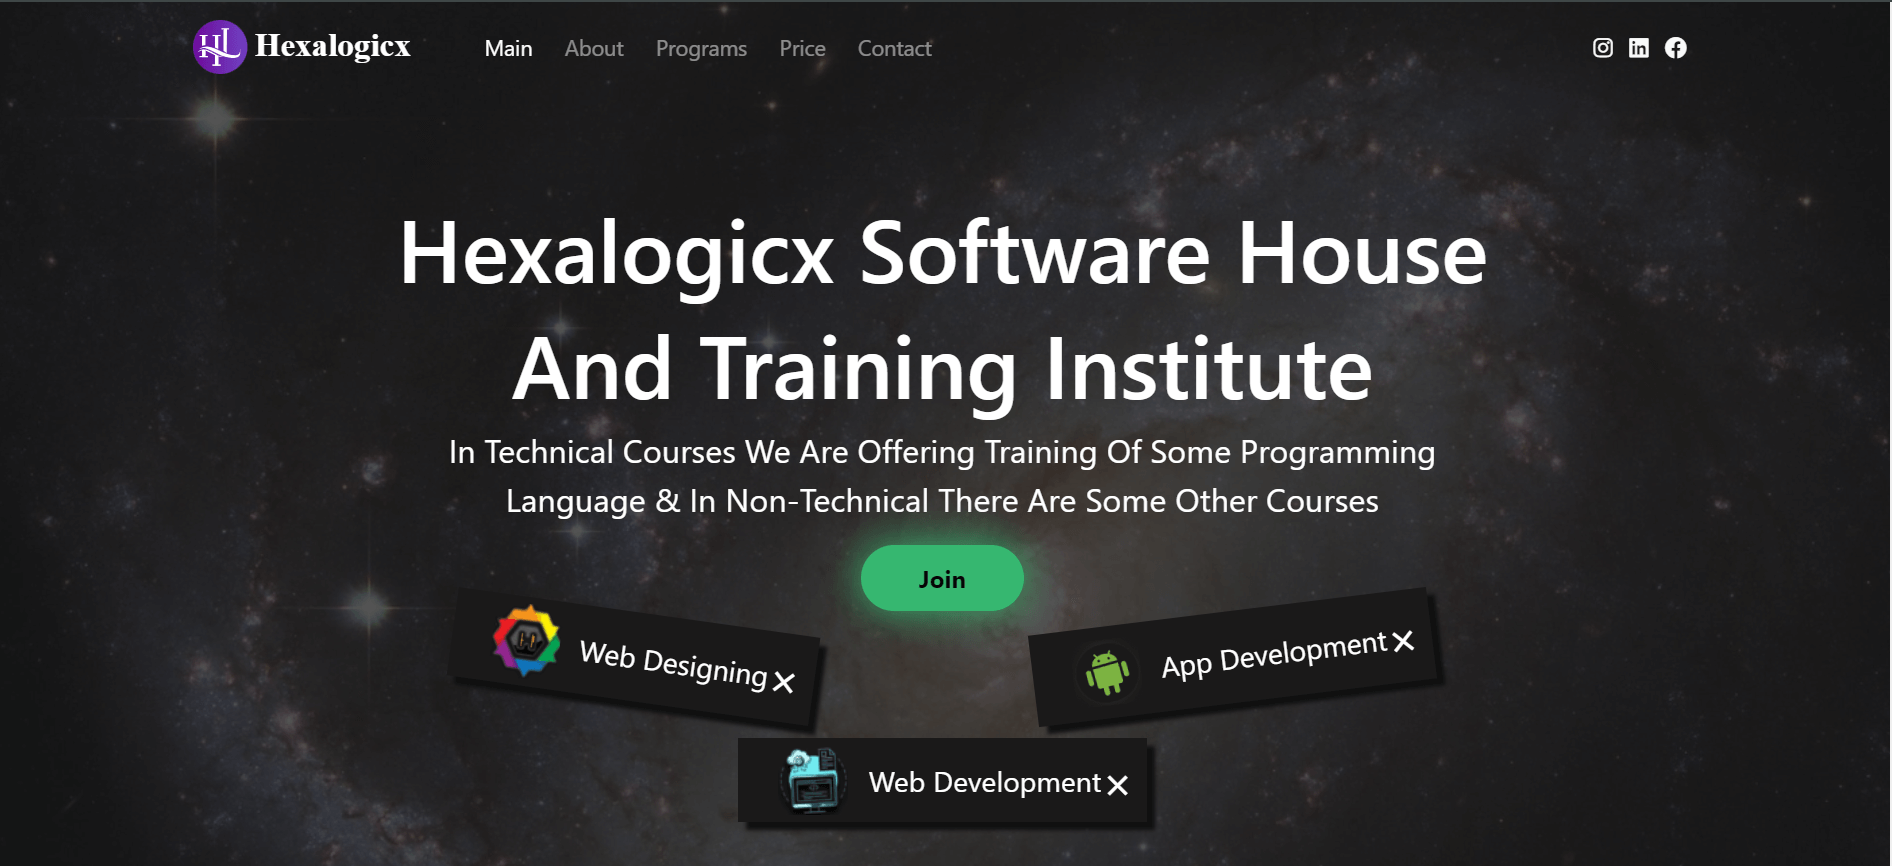 Hexalogicx
Main About Programs Price Contact
Hexalogicx Software House
And Training Institute
In Technical Courses We Are Offering Training Of Some Programming
Language & In Non-Technical There Are Some Other Courses
Join
Web Designing
App Development
Web Development